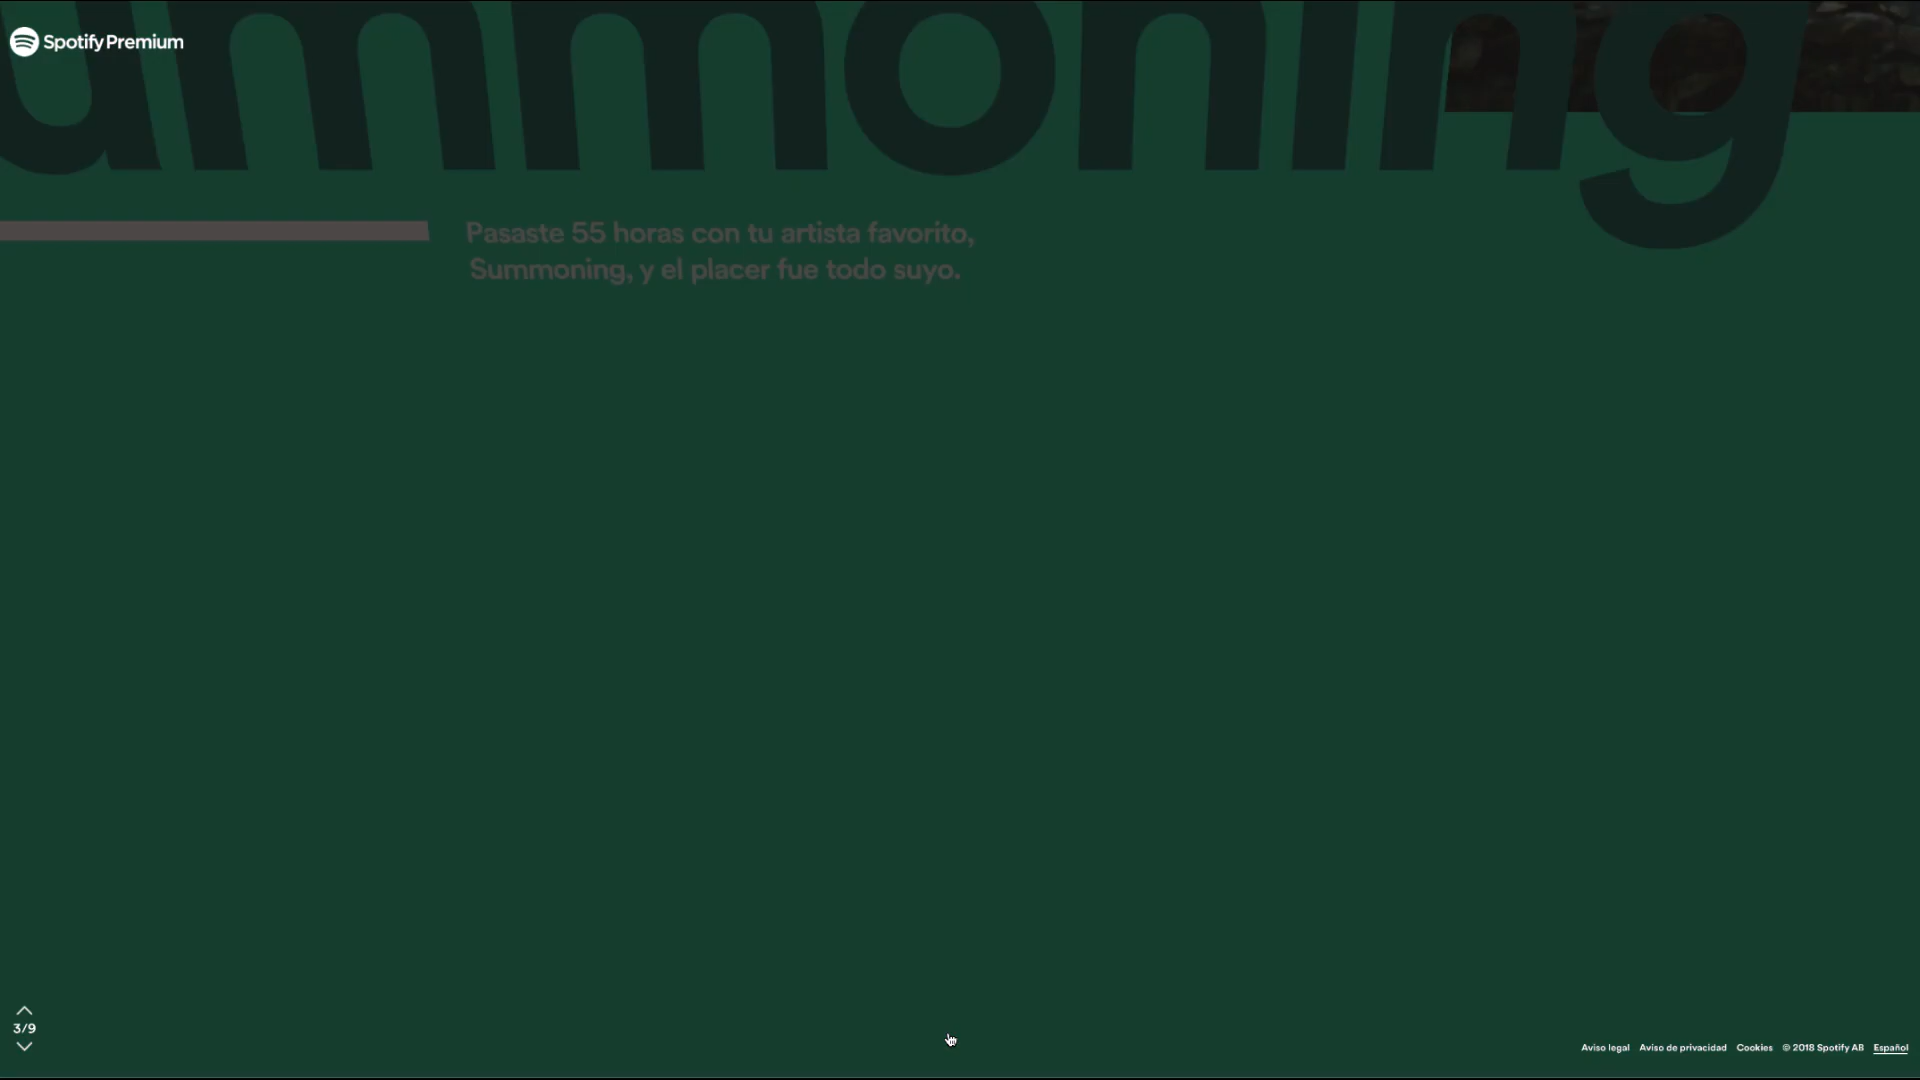 ummoning
Spotify Premium
Pasaste 55 horas con tu artista favorito,
Summoning, y el placer fue todo suyo.
3/9
Aviso legal Aviso de privacidad Cookies © 2018 Spotify AB Español